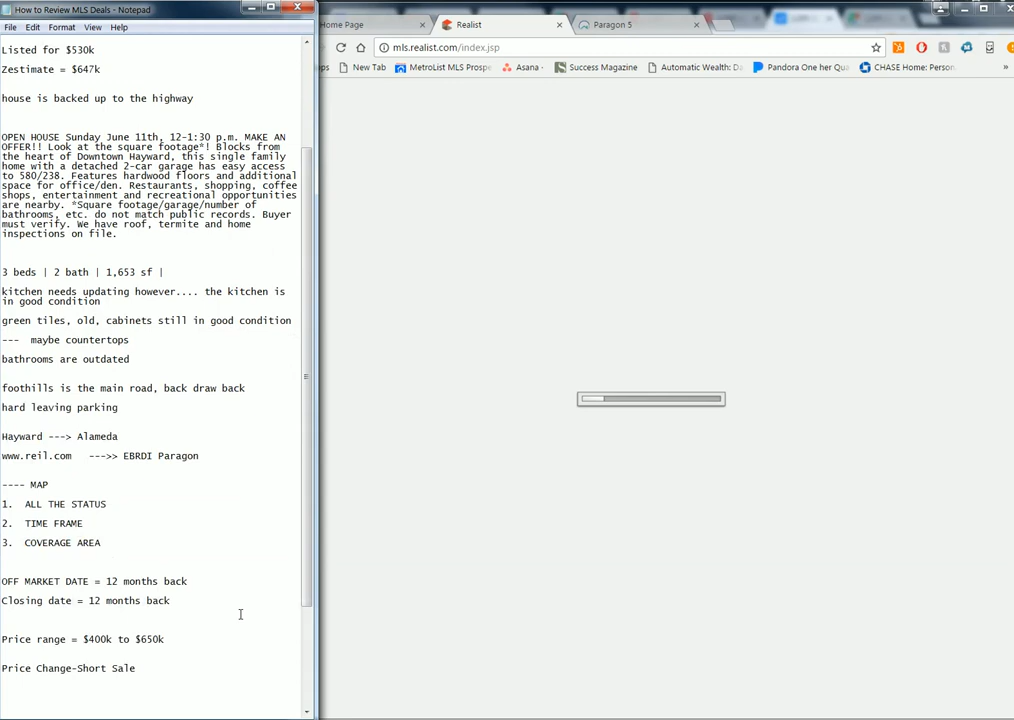 How to Review MLS Deals - Notepad
File Edit Format View Help
Listed for $530k
Zestimate = $647k
house is backed up to the highway
OPEN HOUSE Sunday June 11th, 12-1:30 p.m. MAKE AN
OFFER!! Look at the square footage*! Blocks from
the heart of Downtown Hayward, this single family
home with a detached 2-car garage has easy access
to 580/238. Features hardwood floors and additional
space for office/den. Restaurants, shopping, coffee
shops, entertainment and recreational opportunities
are nearby. *Square footage/garage/number of
bathrooms, etc. do not match public records. Buyer
must verify. We have roof, termite and home
inspections on file.
3 beds | 2 bath | 1,653 sf |
kitchen needs updating however.... the kitchen is
in good condition
green tiles, old, cabinets still in good condition
--- maybe countertops
bathrooms are outdated
foothills is the main road, back draw back
hard leaving parking
Hayward ---> Alameda
www.reil.com --->> EBRDI Paragon
---- MAP
1. ALL THE STATUS
2. TIME FRAME
3. COVERAGE AREA
OFF MARKET DATE = 12 months back
Closing date = 12 months back
Price range = $400k to $650k
Price Change-Short Sale
Home Page
Realist
Paragon 5
mls.realist.com/index.jsp
ps New Tab MetroList MLS Prospe Asana Success Magazine Automatic Wealth: Da Pandora One her Qua CHASE Home: Person